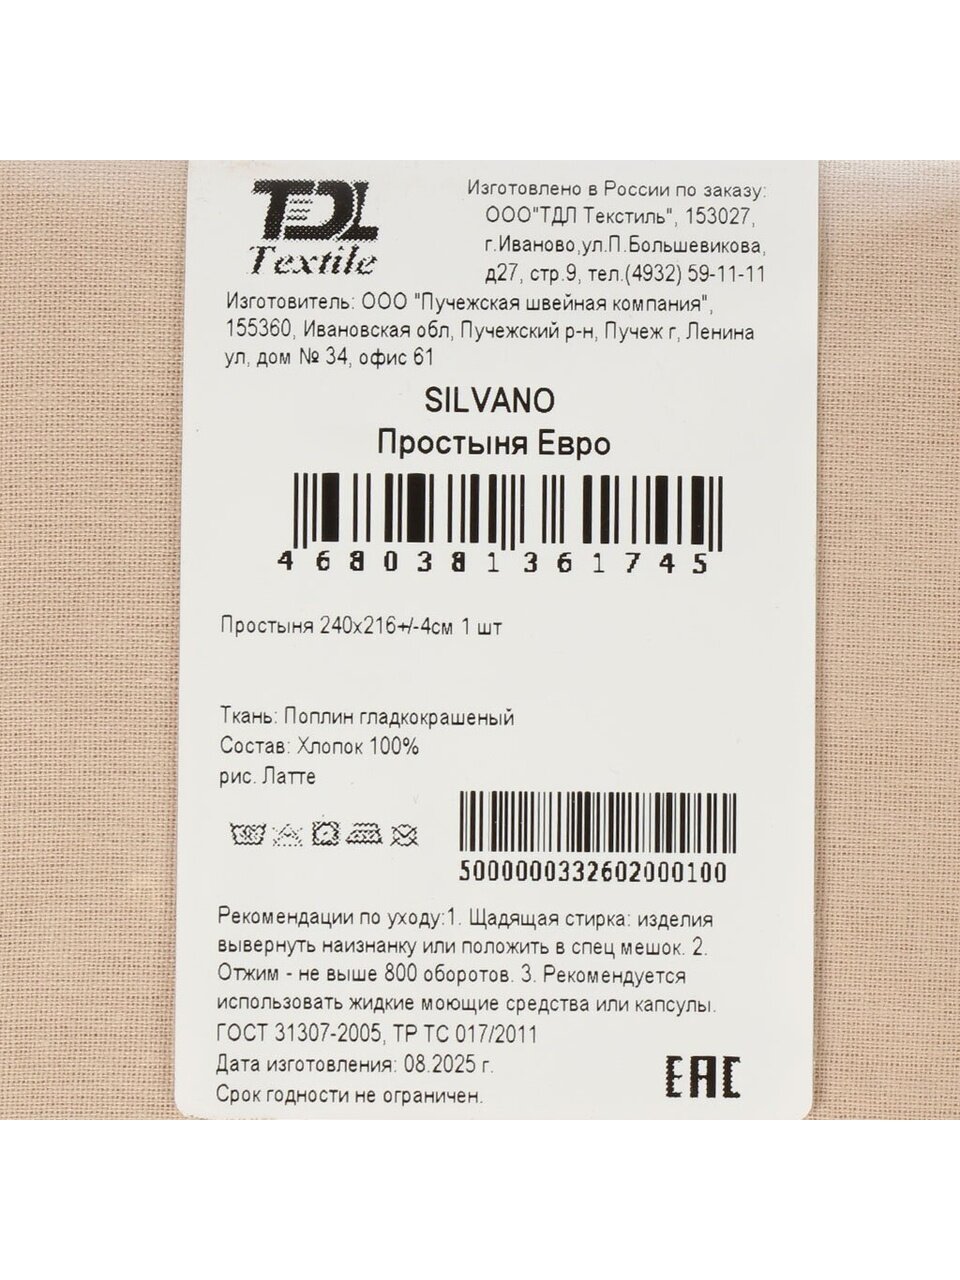 TDL
Textile
Изготовлено в России по заказу:
ООО"ТДЛ Текстиль", 153027,
г.Иваново,ул.П.Большевикова,
д27, стр.9, тел.(4932) 59-11-11
Изготовитель: ООО "Пучежская швейная компания",
155360, Ивановская обл, Пучежский р-н, Пучеж г, Ленина
ул, дом № 34, офис 61
SILVANO
Простыня Евро
4680381361745
Простыня 240х216+/-4см 1 шт
Ткань: Поплин гладкокрашеный
Состав: Хлопок 100%
рис. Латте
5000000332602000100
Рекомендации по уходу:1. Щадящая стирка: изделия
вывернуть наизнанку или положить в спец мешок. 2.
Отжим - не выше 800 оборотов. 3. Рекомендуется
использовать жидкие моющие средства или капсулы.
ГОСТ 31307-2005, ТР ТС 017/2011
Дата изготовления: 08.2025 г.
Срок годности не ограничен.
EAC